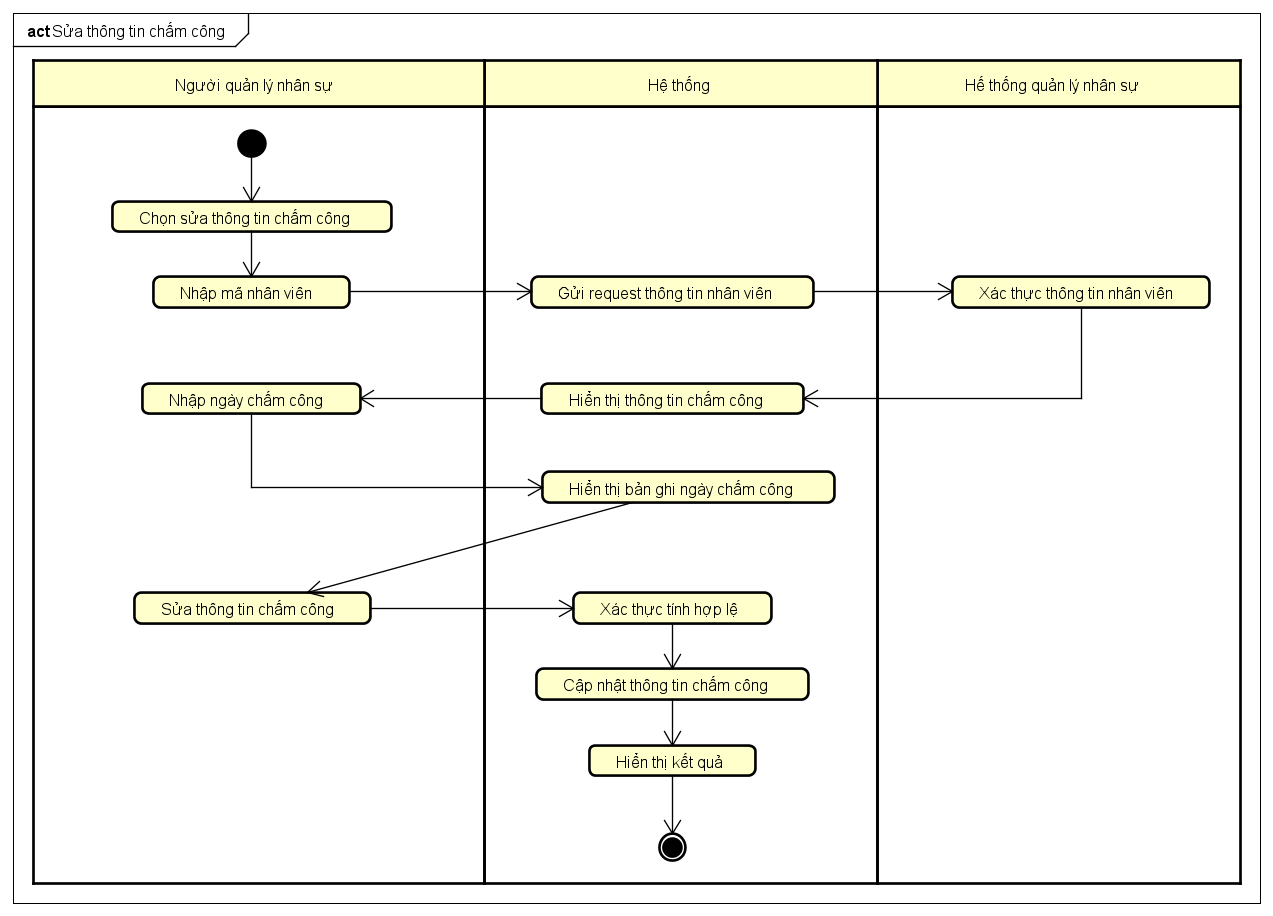 act Sửa thông tin chấm công
Người quản lý nhân sự
Hệ thống
Hế thống quản lý nhân sự
Chọn sửa thông tin chấm công
Nhập mã nhân viên
Gửi request thông tin nhân viên
Xác thực thông tin nhân viên
Nhập ngày chấm công
Hiển thị thông tin chấm công
Hiển thị bản ghi ngày chấm công
Sửa thông tin chấm công
Xác thực tính hợp lệ
Cập nhật thông tin chấm công
Hiển thị kết quả